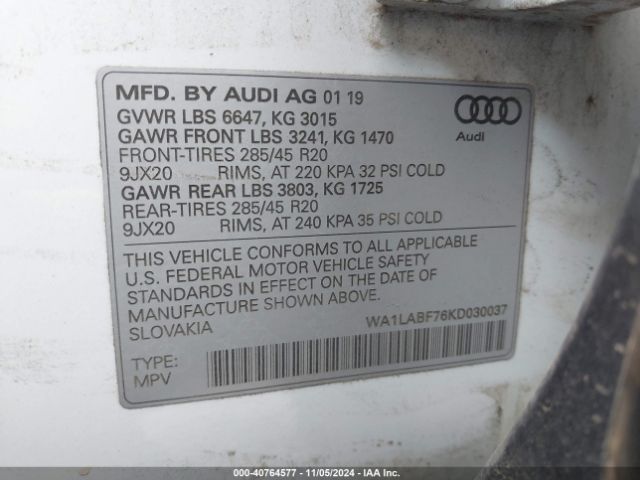 MFD. BY AUDI AG 01 19
GVWR LBS 6647, KG 3015
GAWR FRONT LBS 3241, KG 1470
FRONT-TIRES 285/45 R20
9JX20 RIMS, AT 220 KPA 32 PSI COLD
GAWR REAR LBS 3803, KG 1725
REAR-TIRES 285/45 R20
9JX20 RIMS, AT 240 KPA 35 PSI COLD
Audi
THIS VEHICLE CONFORMS TO ALL APPLICABLE
U.S. FEDERAL MOTOR VEHICLE SAFETY
STANDARDS IN EFFECT ON THE DATE OF
MANUFACTURE SHOWN ABOVE.
SLOVAKIA
WA1LABF76KD030037
TYPE:
MPV
000-40764577 - 11/05/2024 - IAA Inc.